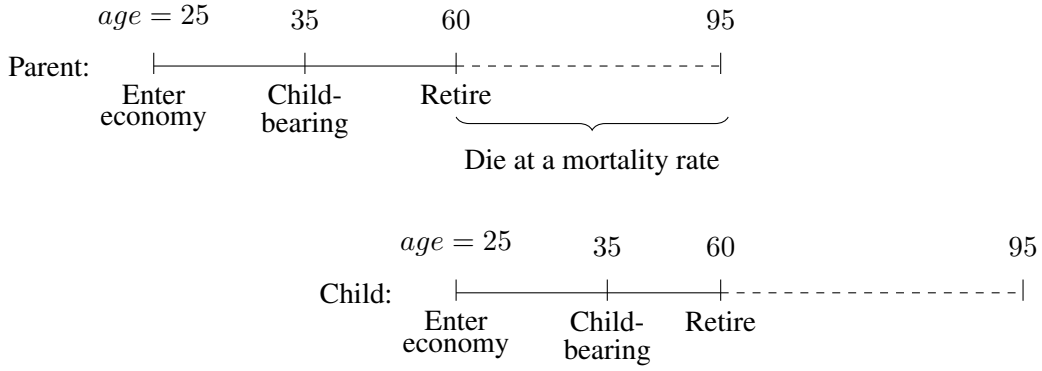 age = 25 35 60 95
Parent:
Enter Child- Retire
economy bearing
Die at a mortality rate
age = 25 35 60 95
Child:
Enter Child- Retire
economy bearing